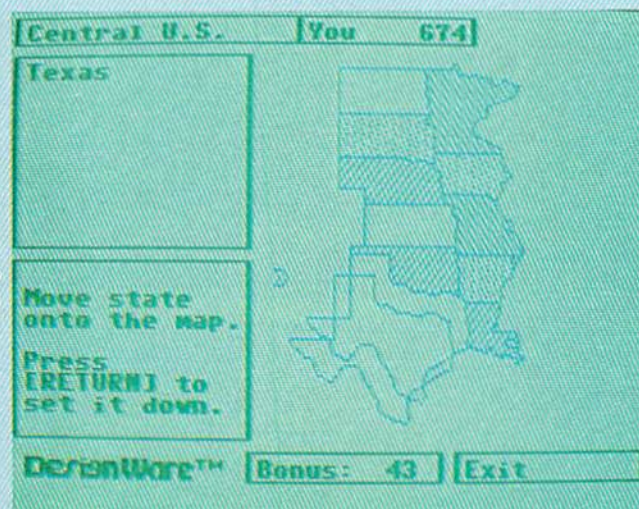 Central U.S.
You 674
Texas
Move state
onto the map.
Press
[RETURN] to
set it down.
DesignWare™
Bonus: 43
Exit